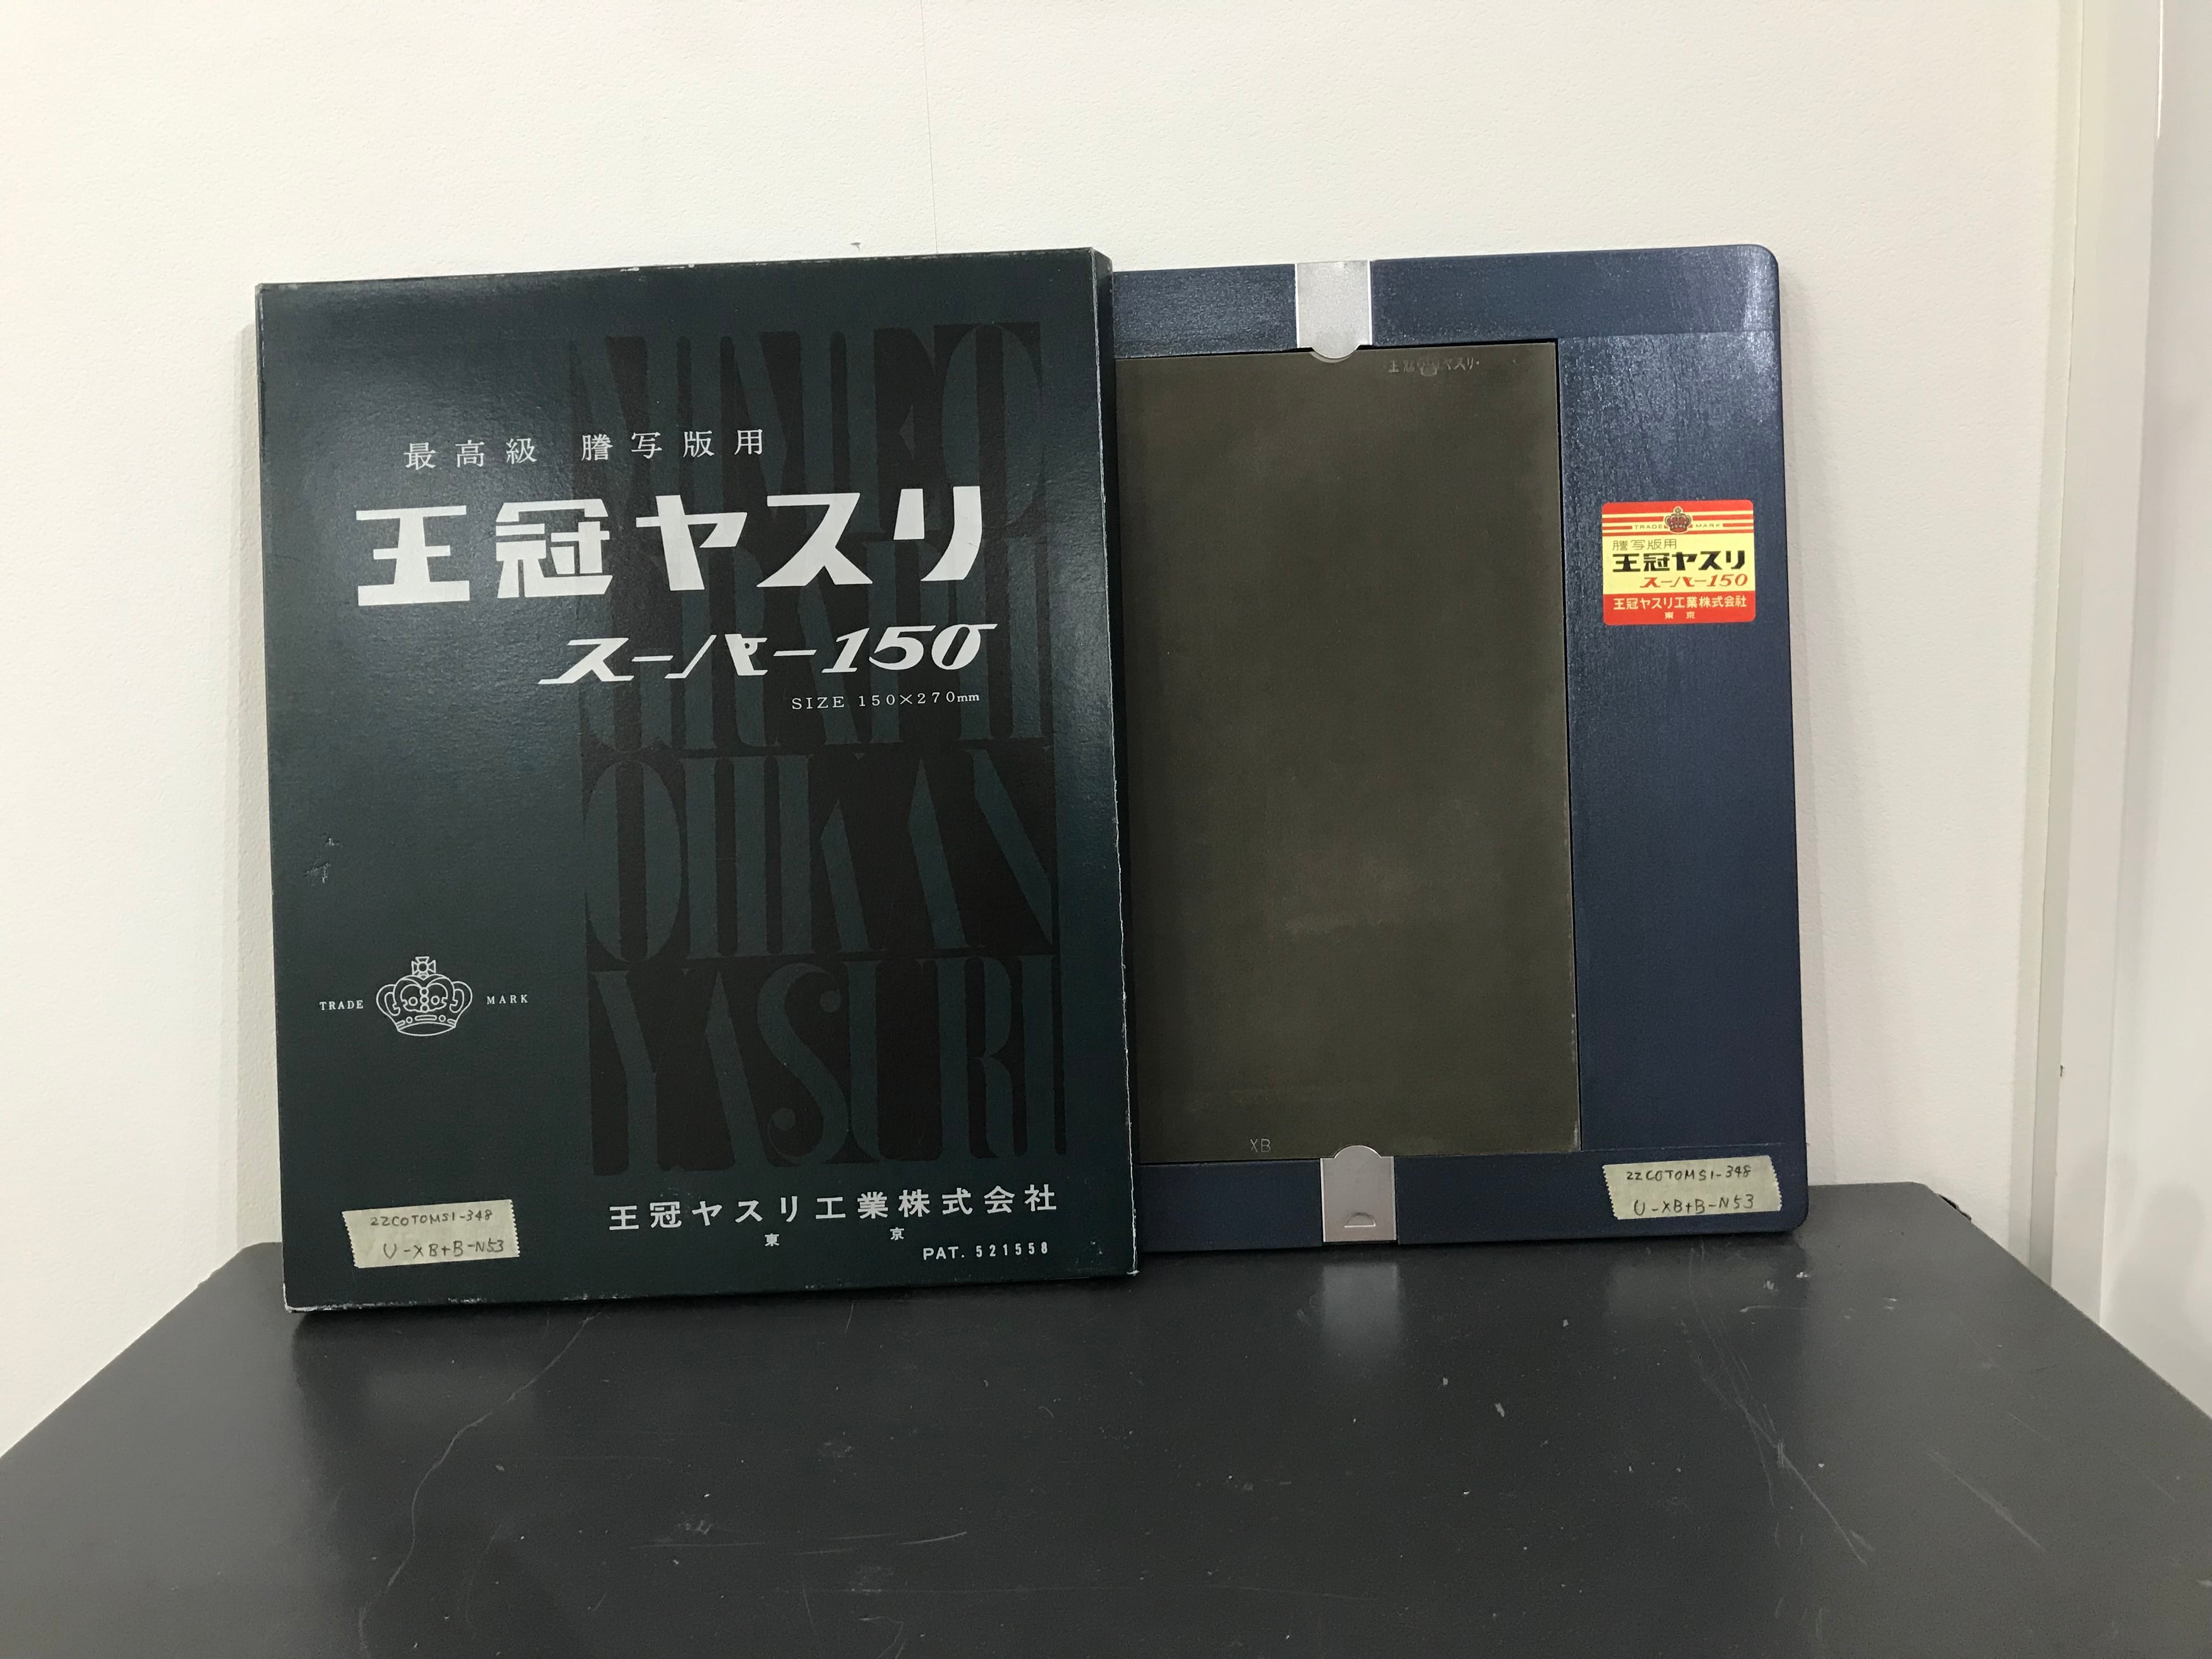 最高級 謄写版用
王冠ヤスリ
スーパー150
SIZE 150×270mm
MIMEO
GRAPH
OHKAN
YASURI
TRADE MARK
王冠ヤスリ工業株式会社
東京
PAT. 521558
22COTOMS1-348
U-XB+B-N53
王冠ヤスリ
XB
TRADE MARK
謄写版用
王冠ヤスリ
スーパー150
王冠ヤスリ工業株式会社
東京
22COTOMS1-348
U-XB+B-N53